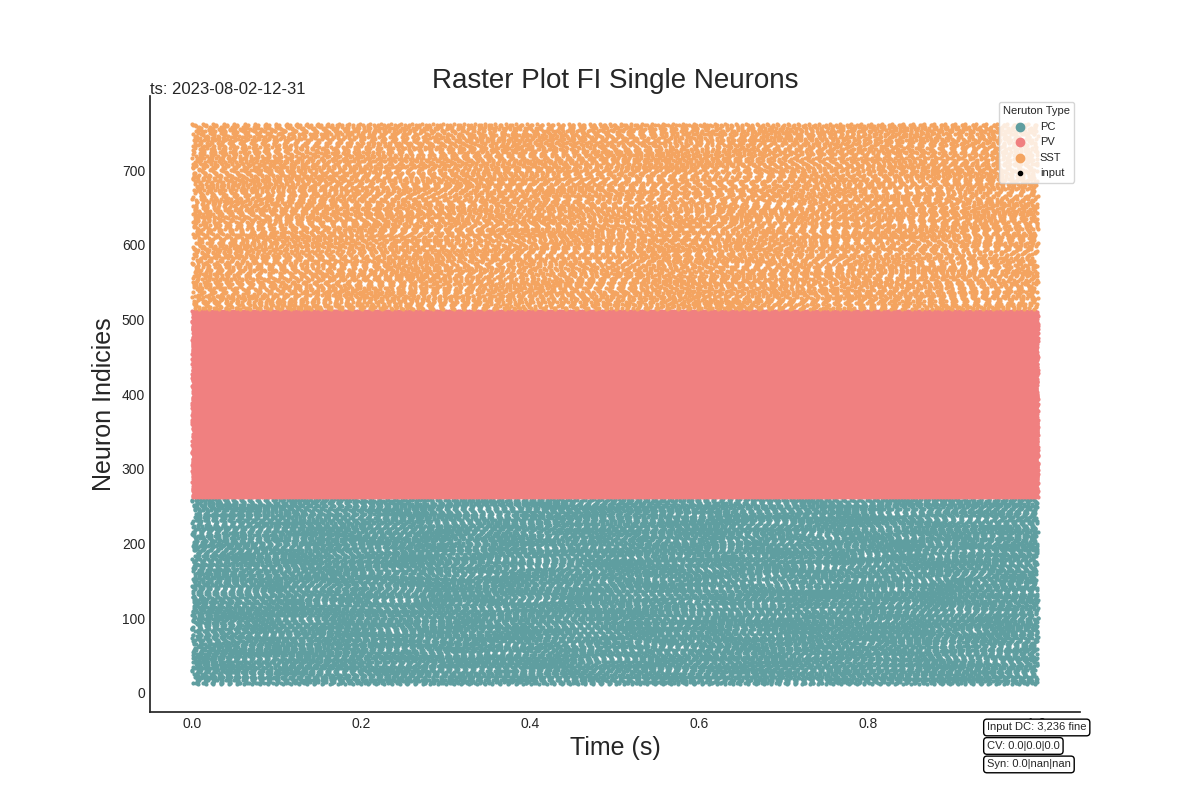 Raster Plot FI Single Neurons
ts: 2023-08-02-12-31
Neruton Type
PC
PV
SST
input
Neuron Indicies
700
600
500
400
300
200
100
0
0.0 0.2 0.4 0.6 0.8
Time (s)
Input DC: 3,236 fine
CV: 0.0|0.0|0.0
Syn: 0.0|nan|nan